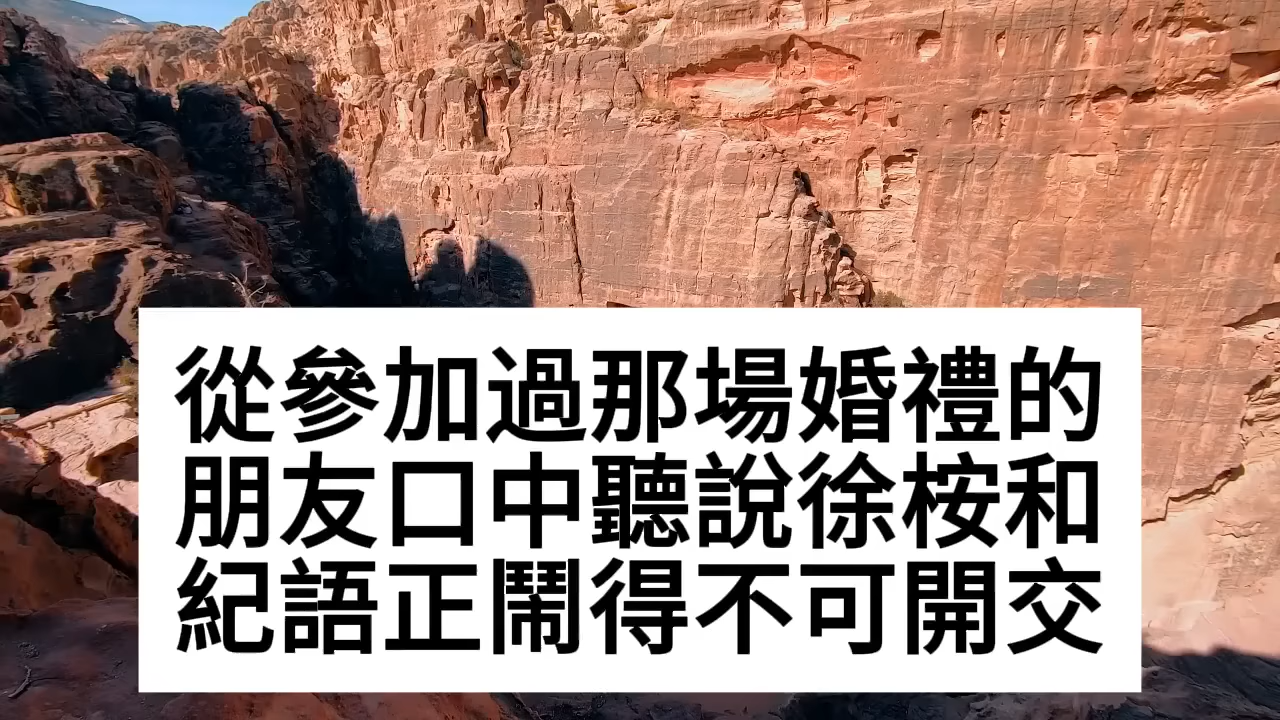 從參加過那場婚禮的
朋友口中聽說徐桉和
紀語正鬧得不可開交